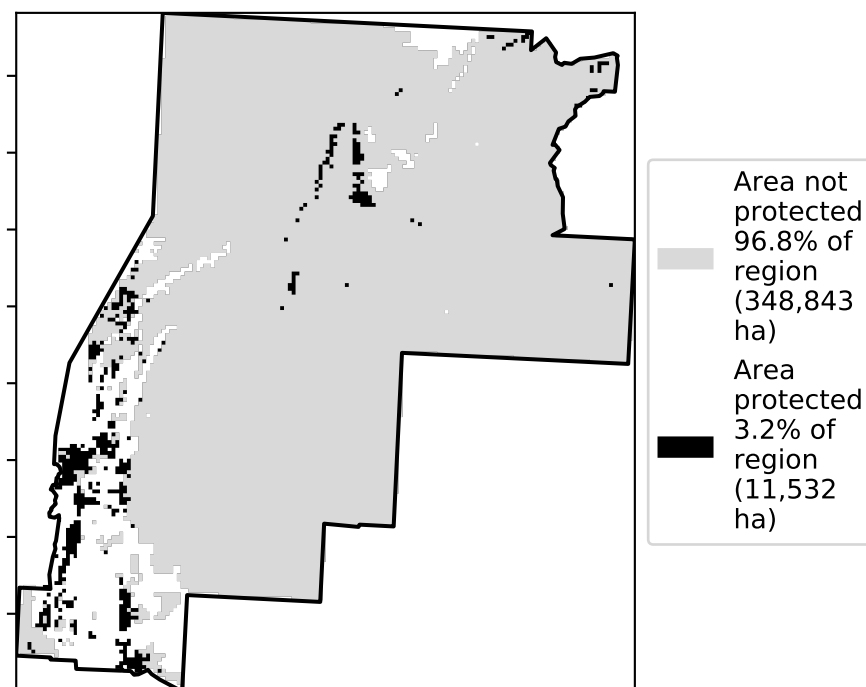 Area not
protected
96.8% of
region
(348,843
ha)
Area
protected
3.2% of
region
(11,532
ha)